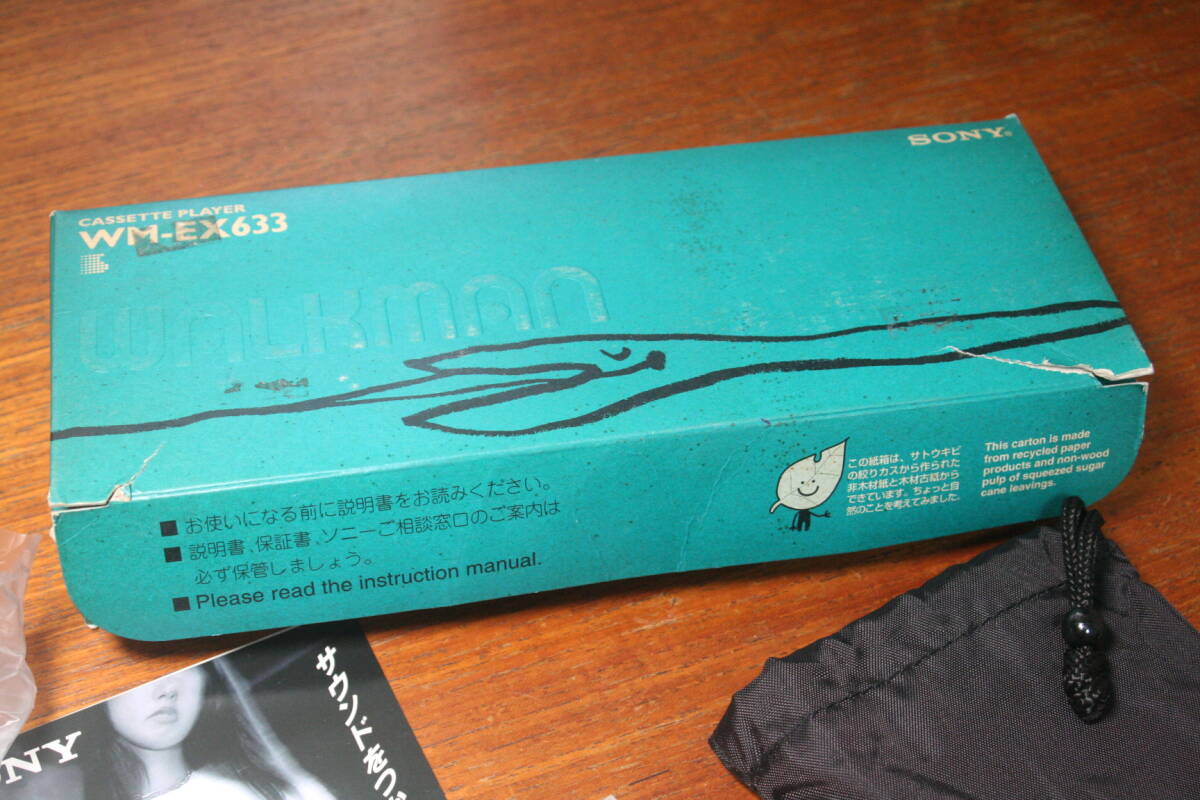 SONY®
CASSETTE PLAYER
WM-EX633
WALKMAN
■ お使いになる前に説明書をお読みください。
■ 説明書、保証書、ソニーご相談窓口のご案内は
必ず保管しましょう。
■ Please read the instruction manual.
この紙箱は、サトウキビ
の絞りカスから作られた
非木材紙と木材古紙から
できています。ちょっと自
然のことを考えてみました。
This carton is made
from recycled paper
products and non-wood
pulp of squeezed sugar
cane leavings.
サウンドをつ
NY